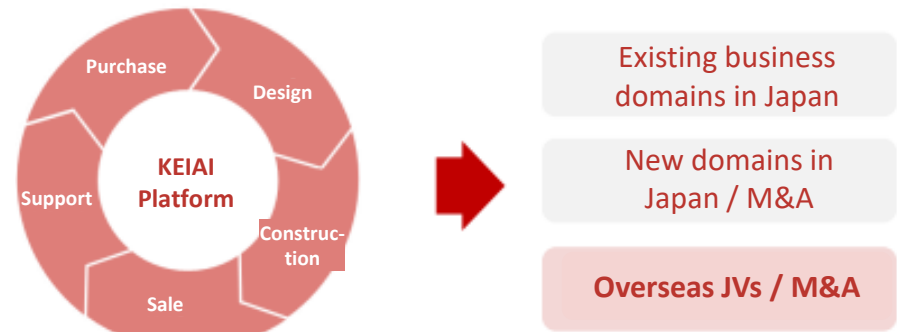 Purchase
Design
KEIAI
Platform
Support
Construc-
tion
Sale
Existing business
domains in Japan
New domains in
Japan / M&A
Overseas JVs / M&A